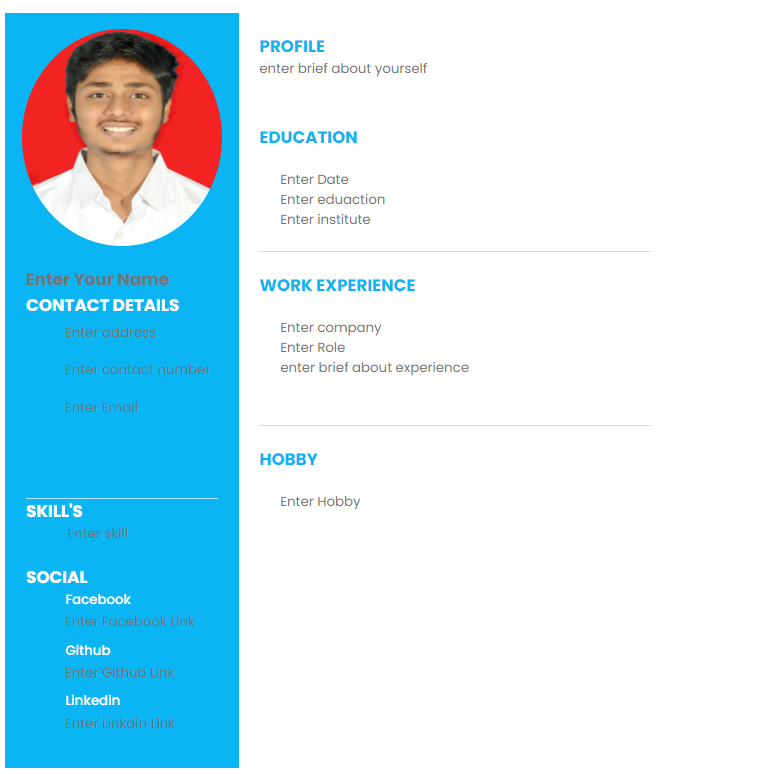 Enter Your Name
CONTACT DETAILS
Enter address
Enter contact number
Enter Email
SKILL'S
Enter skill
SOCIAL
Facebook
Enter Facebook Link
Github
Enter Github Link
Linkedin
Enter Linkdin Link
PROFILE
enter brief about yourself
EDUCATION
Enter Date
Enter eduaction
Enter institute
WORK EXPERIENCE
Enter company
Enter Role
enter brief about experience
HOBBY
Enter Hobby